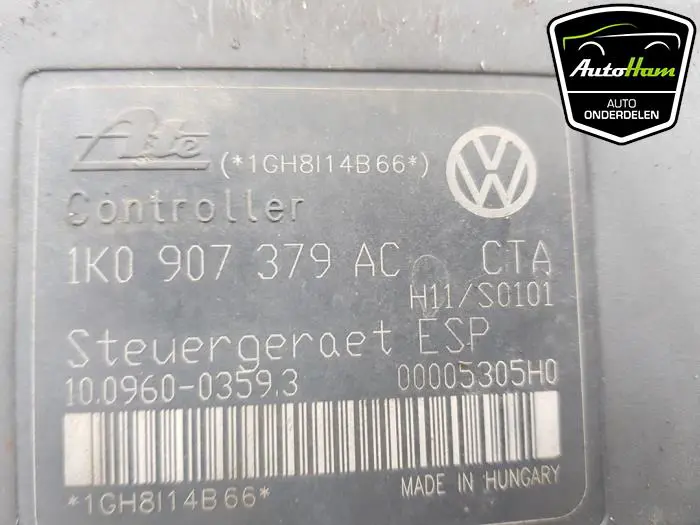 AutoHam
AUTO
ONDERDELEN
Ate (*1GH8I14B66*)
Controller
1K0 907 379 AC CTA
H11/S0101
Steuergeraet ESP
10.0960-0359.3 00005305H0
*1GH8I14B66*
MADE IN HUNGARY